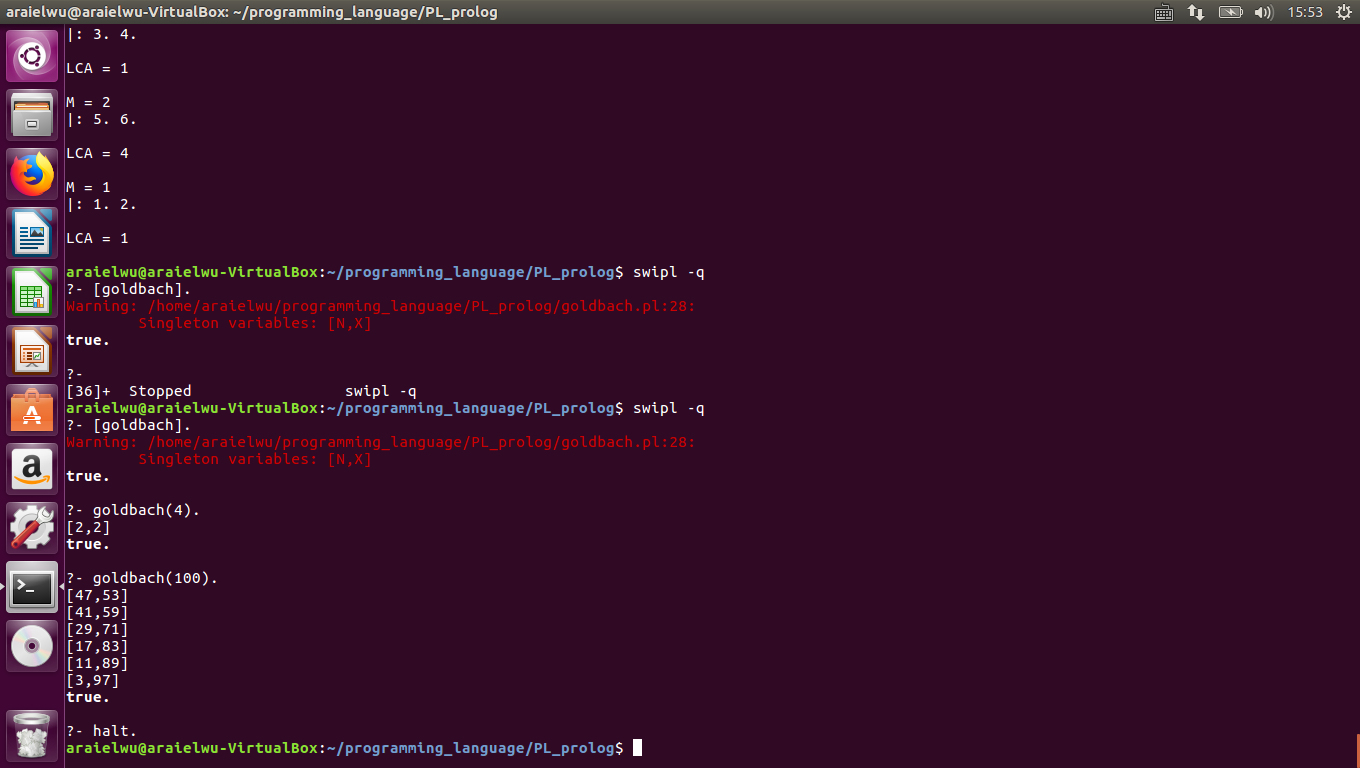 araielwu@araielwu-VirtualBox: ~/programming_language/PL_prolog
15:53
|: 3. 4.
LCA = 1
M = 2
|: 5. 6.
LCA = 4
M = 1
|: 1. 2.
LCA = 1
araielwu@araielwu-VirtualBox:~/programming_language/PL_prolog$ swipl -q
?- [goldbach].
Warning: /home/araielwu/programming_language/PL_prolog/goldbach.pl:28:
Singleton variables: [N,X]
true.
?-
[36]+  Stopped                 swipl -q
araielwu@araielwu-VirtualBox:~/programming_language/PL_prolog$ swipl -q
?- [goldbach].
Warning: /home/araielwu/programming_language/PL_prolog/goldbach.pl:28:
Singleton variables: [N,X]
true.
?- goldbach(4).
[2,2]
true.
?- goldbach(100).
[47,53]
[41,59]
[29,71]
[17,83]
[11,89]
[3,97]
true.
?- halt.
araielwu@araielwu-VirtualBox:~/programming_language/PL_prolog$